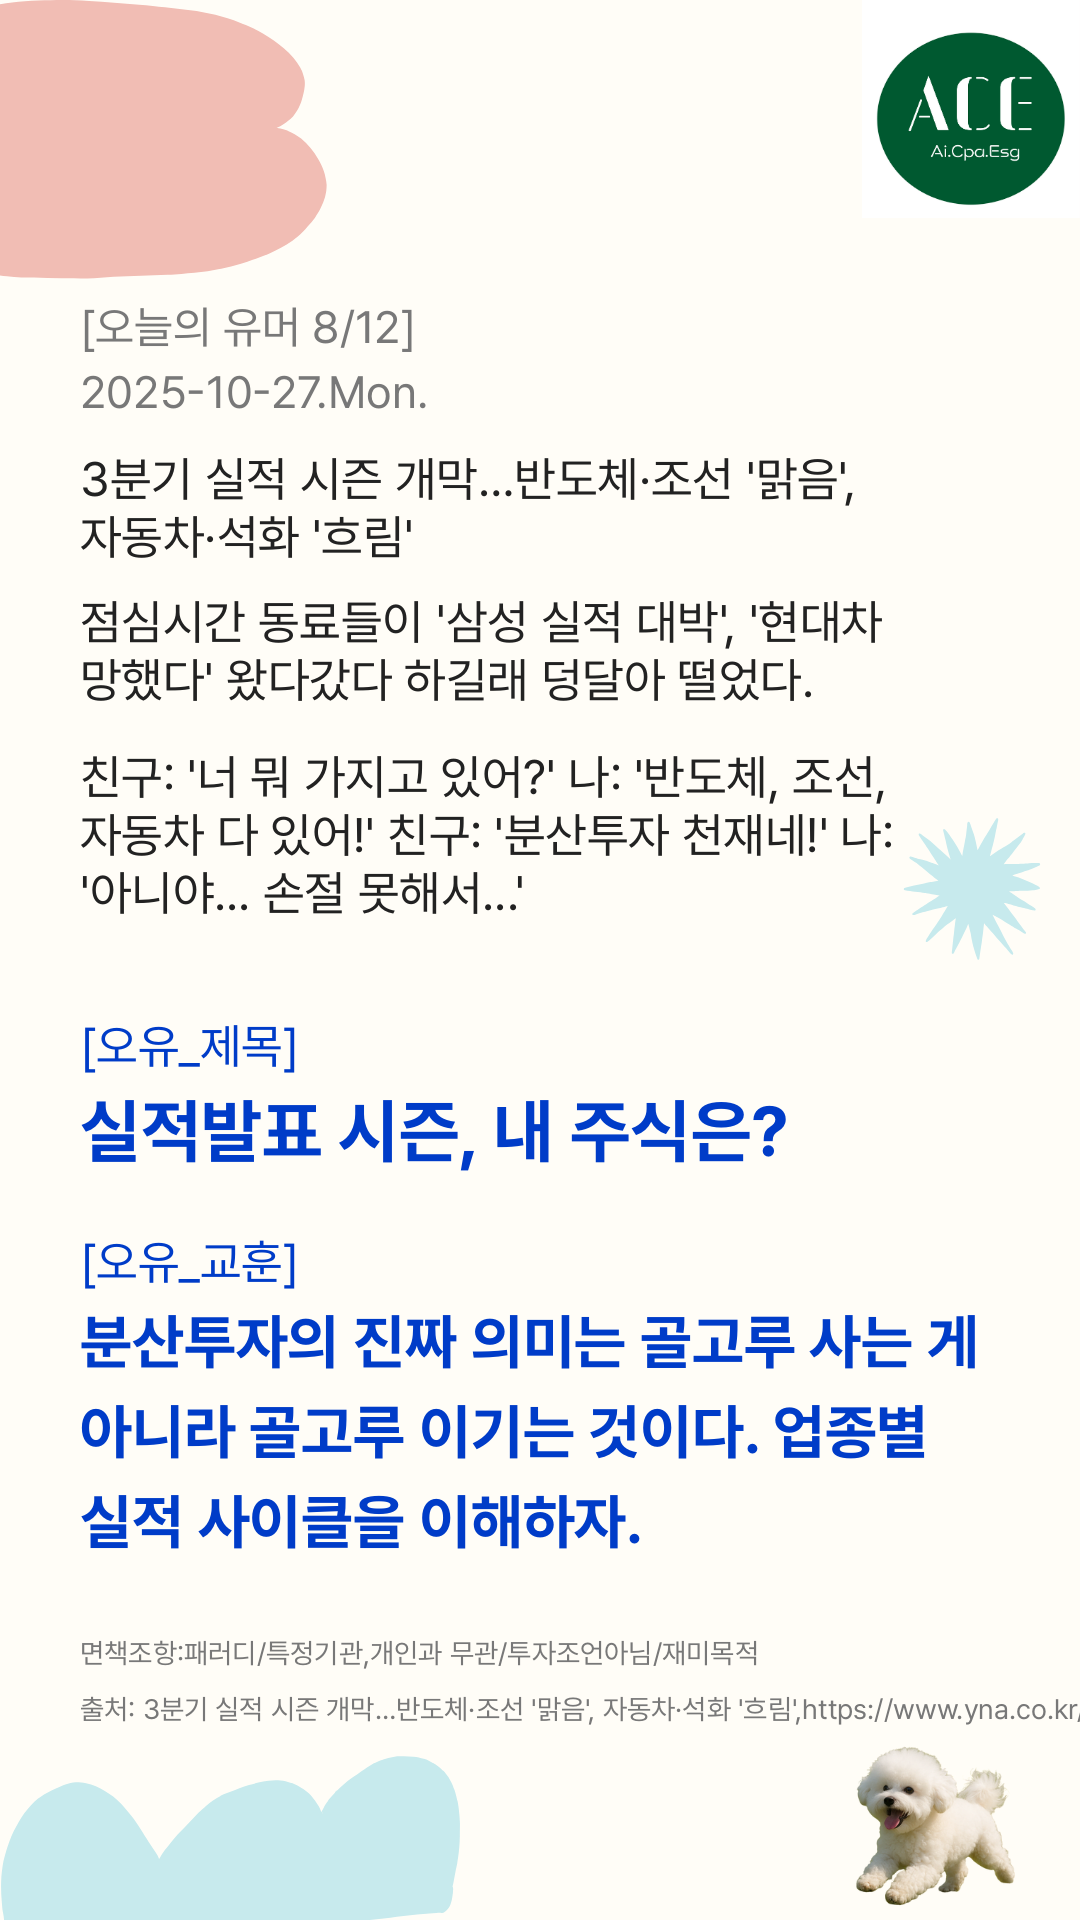 ACE
Ai.Cpa.Esg
[오늘의 유머 8/12]
2025-10-27.Mon.
3분기 실적 시즌 개막...반도체·조선 '맑음',
자동차·석화 '흐림'
점심시간 동료들이 '삼성 실적 대박', '현대차
망했다' 왔다갔다 하길래 덩달아 떨었다.
친구: '너 뭐 가지고 있어?' 나: '반도체, 조선,
자동차 다 있어!' 친구: '분산투자 천재네!' 나:
'아니야... 손절 못해서...'
[오유_제목]
실적발표 시즌, 내 주식은?
[오유_교훈]
분산투자의 진짜 의미는 골고루 사는 게
아니라 골고루 이기는 것이다. 업종별
실적 사이클을 이해하자.
면책조항:패러디/특정기관,개인과 무관/투자조언아님/재미목적
출처: 3분기 실적 시즌 개막...반도체·조선 '맑음', 자동차·석화 '흐림',https://www.yna.co.kr/